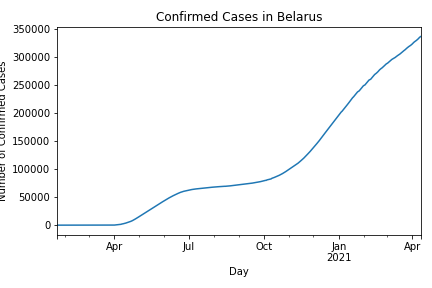 Confirmed Cases in Belarus
350000
300000
250000
200000
150000
100000
50000
0
Number of Confirmed Cases
Apr
Jul
Oct
Jan
2021
Apr
Day